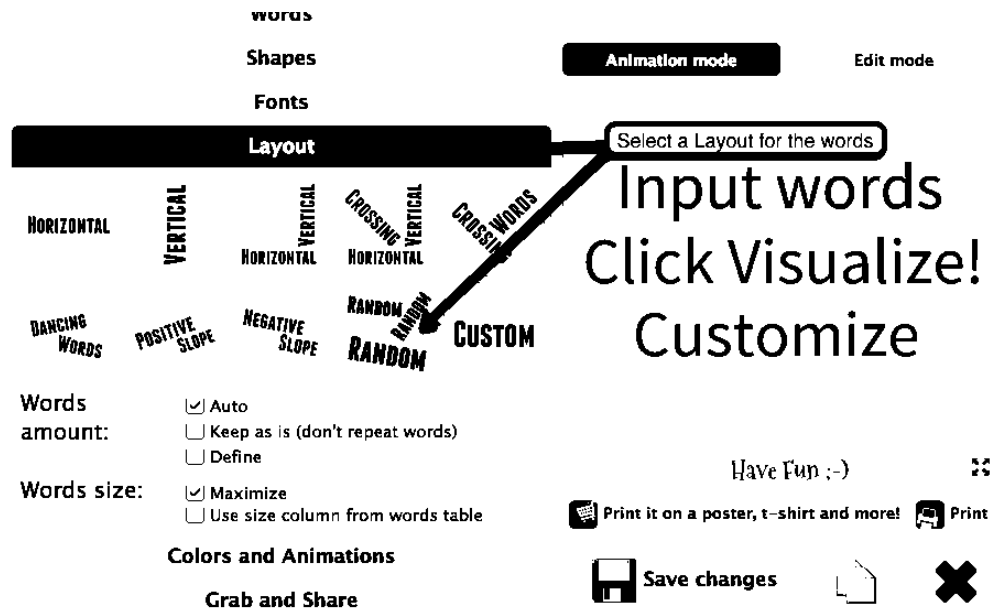 Words
Shapes
Animation mode
Edit mode
Fonts
Layout
Select a Layout for the words
Input words
Click Visualize!
Customize
HORIZONTAL
VERTICAL
VERTICAL
HORIZONTAL
CROSSING
VERTICAL
HORIZONTAL
CROSSING
WORDS
DANCING
WORDS
POSITIVE
SLOPE
NEGATIVE
SLOPE
RANDOM
RANDOM
RANDOM
CUSTOM
Words
amount:
Auto
Keep as is (don't repeat words)
Define
Words size:
Maximize
Use size column from words table
Have Fun ;-)
Print it on a poster, t-shirt and more!
Print
Colors and Animations
Save changes
Grab and Share